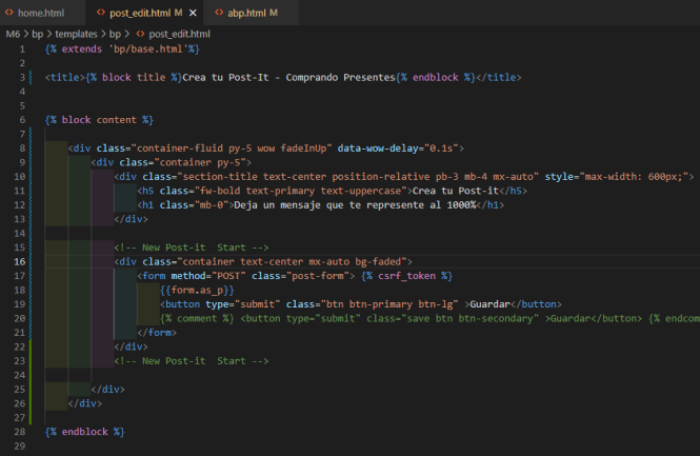 home.html post_edit.html M X abp.html M
M6 > bp > templates > bp > post_edit.html
1 {% extends 'bp/base.html'%}
2
3 <title>{% block title %}Crea tu Post-It - Comprando Presentes{% endblock %}</title>
4
5
6 {% block content %}
7
8 <div class="container-fluid py-5 wow fadeInUp" data-wow-delay="0.1s">
9 <div class="container py-5">
10 <div class="section-title text-center position-relative pb-3 mb-4 mx-auto" style="max-width: 600px;">
11 <h5 class="fw-bold text-primary text-uppercase">Crea tu Post-it</h5>
12 <h1 class="mb-0">Deja un mensaje que te represente al 1000%</h1>
13 </div>
14
15 <!-- New Post-it  Start -->
16 <div class="container text-center mx-auto bg-faded">
17 <form method="POST" class="post-form"> {% csrf_token %}
18 {{form.as_p}}
19 <button type="submit" class="btn btn-primary btn-lg" >Guardar</button>
20 {% comment %} <button type="submit" class="save btn btn-secondary" >Guardar</button> {% endcom
21 </form>
22 </div>
23 <!-- New Post-it  Start -->
24
25 </div>
26 </div>
27
28 {% endblock %}
29